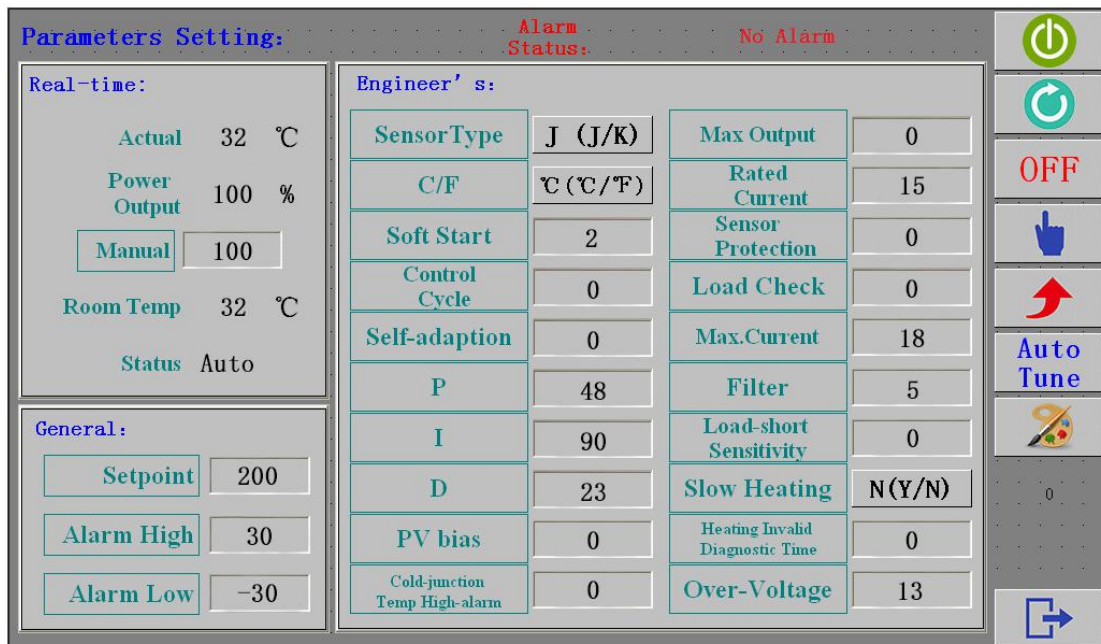 Parameters Setting:
Alarm
Status:
No Alarm
Real-time:
Actual 32 ℃
Power
Output
100 %
Manual 100
Room Temp 32 ℃
Status Auto
General:
Setpoint 200
Alarm High 30
Alarm Low -30
Engineer's:
SensorType J (J/K)
C/F ℃(℃/℉)
Soft Start 2
Control
Cycle
0
Self-adaption 0
P 48
I 90
D 23
PV bias 0
Cold-junction
Temp High-alarm
0
Max Output 0
Rated
Current
15
Sensor
Protection
0
Load Check 0
Max.Current 18
Filter 5
Load-short
Sensitivity
0
Slow Heating N(Y/N)
Heating Invalid
Diagnostic Time
0
Over-Voltage 13
OFF
Auto
Tune
0